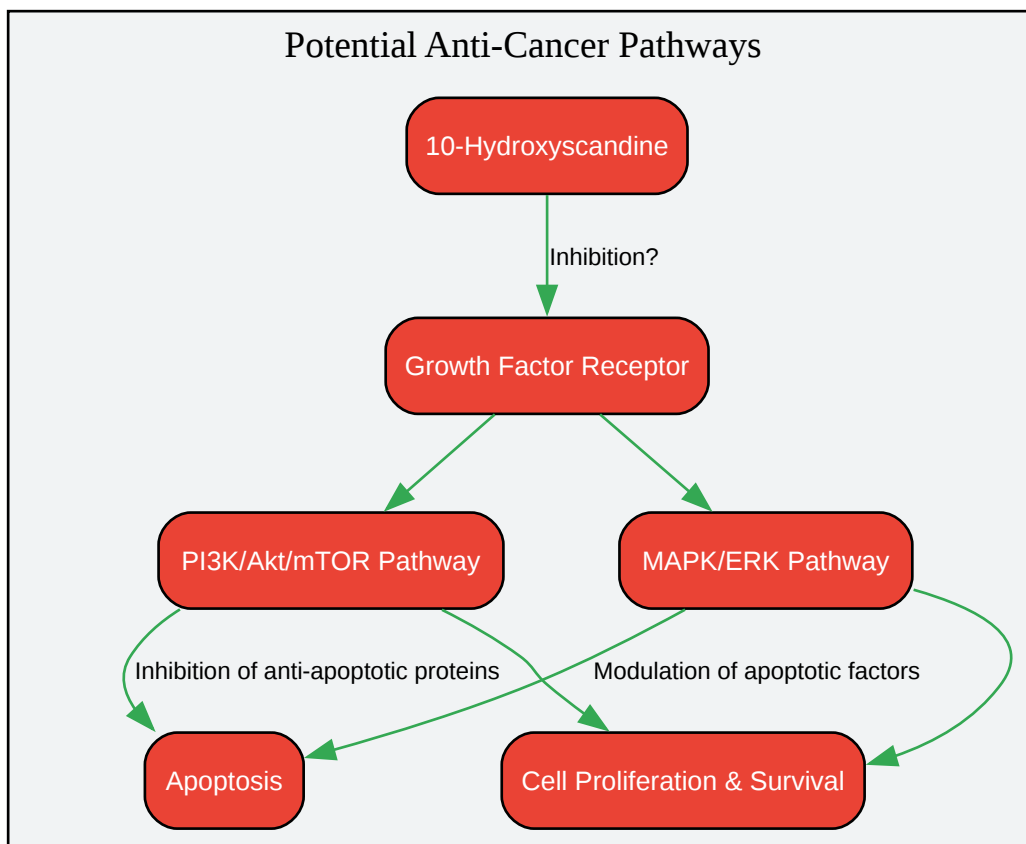 Potential Anti-Cancer Pathways
10-Hydroxyscandine
Inhibition?
Growth Factor Receptor
PI3K/Akt/mTOR Pathway
MAPK/ERK Pathway
Inhibition of anti-apoptotic proteins
Modulation of apoptotic factors
Apoptosis
Cell Proliferation & Survival